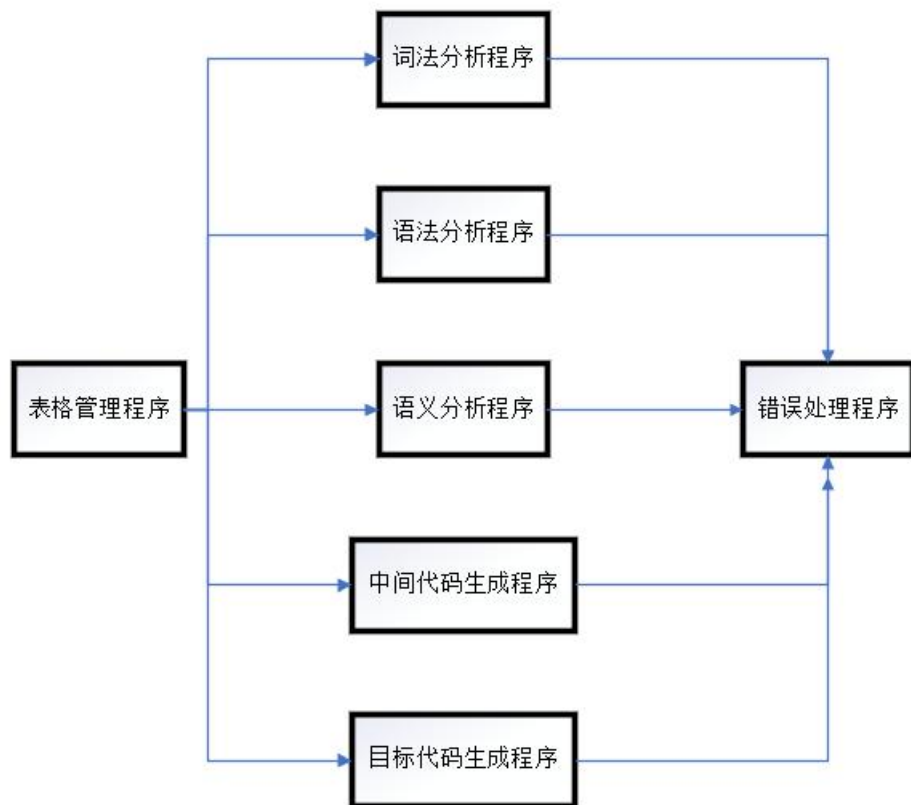 词法分析程序
语法分析程序
表格管理程序
语义分析程序
错误处理程序
中间代码生成程序
目标代码生成程序